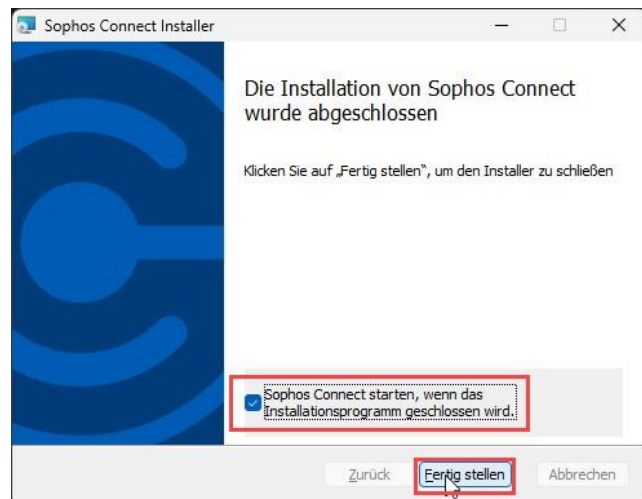 Sophos Connect Installer
Die Installation von Sophos Connect
wurde abgeschlossen
Klicken Sie auf „Fertig stellen“, um den Installer zu schließen
Sophos Connect starten, wenn das
Installationsprogramm geschlossen wird.
Zurück Fertig stellen Abbrechen